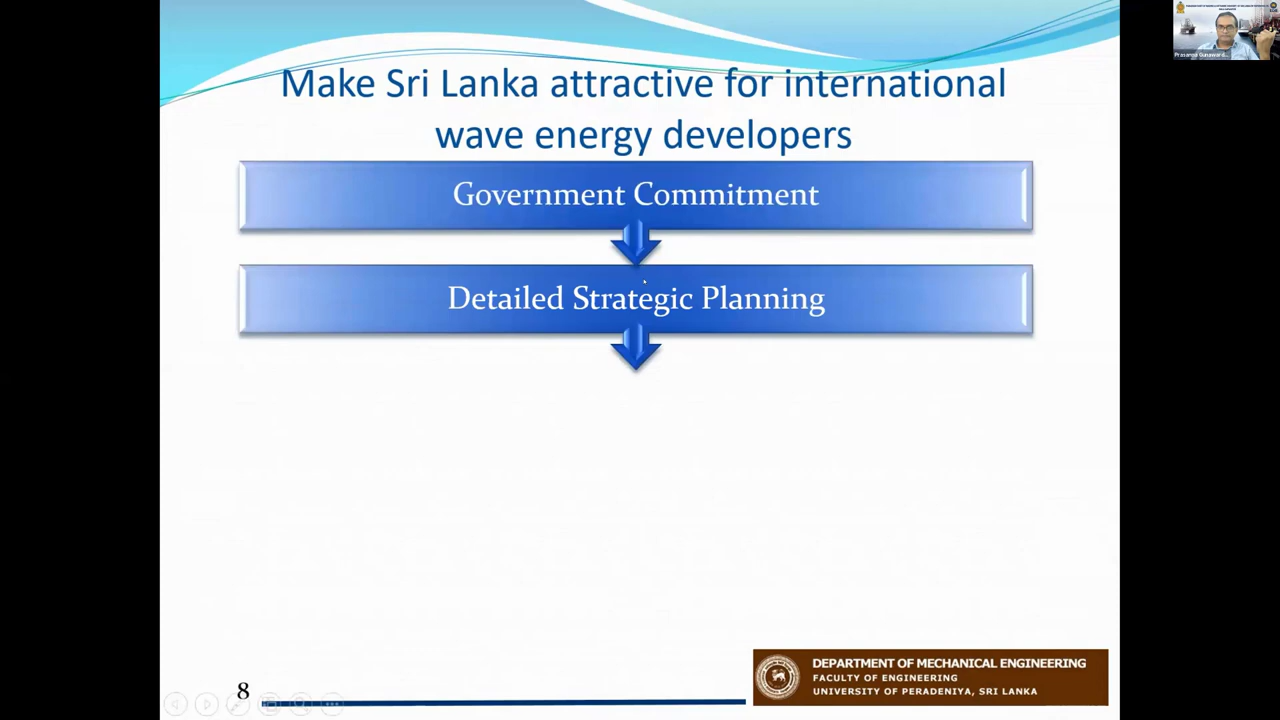 Make Sri Lanka attractive for international
wave energy developers
Government Commitment
Detailed Strategic Planning
8
DEPARTMENT OF MECHANICAL ENGINEERING
FACULTY OF ENGINEERING
UNIVERSITY OF PERADENIYA, SRI LANKA